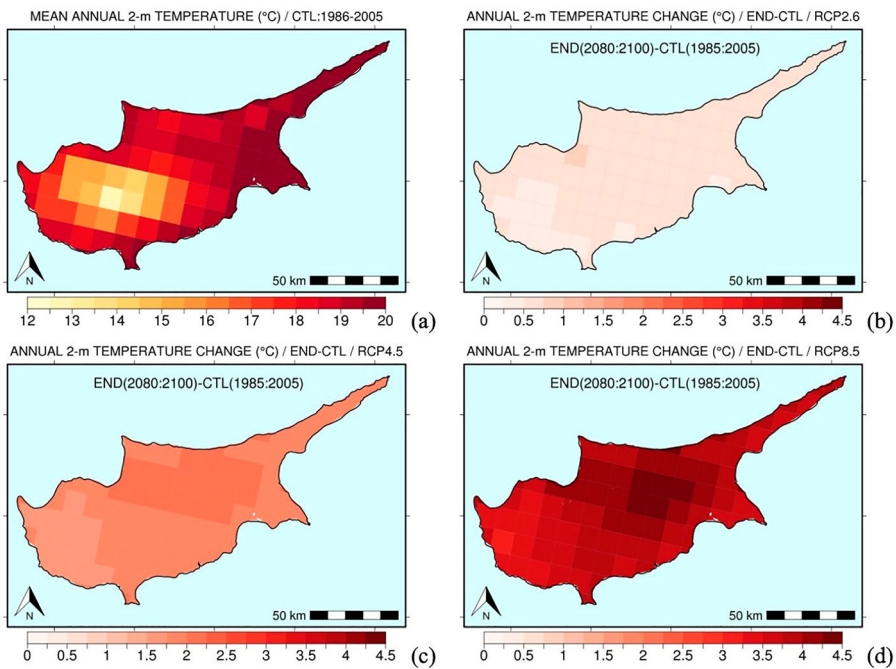 MEAN ANNUAL 2-m TEMPERATURE (°C) / CTL:1986-2005
N
50 km
12 13 14 15 16 17 18 19 20
(a)
ANNUAL 2-m TEMPERATURE CHANGE (°C) / END-CTL / RCP2.6
END(2080:2100)-CTL(1985:2005)
N
50 km
0 0.5 1 1.5 2 2.5 3 3.5 4 4.5
(b)
ANNUAL 2-m TEMPERATURE CHANGE (°C) / END-CTL / RCP4.5
END(2080:2100)-CTL(1985:2005)
N
50 km
0 0.5 1 1.5 2 2.5 3 3.5 4 4.5
(c)
ANNUAL 2-m TEMPERATURE CHANGE (°C) / END-CTL / RCP8.5
END(2080:2100)-CTL(1985:2005)
N
50 km
0 0.5 1 1.5 2 2.5 3 3.5 4 4.5
(d)